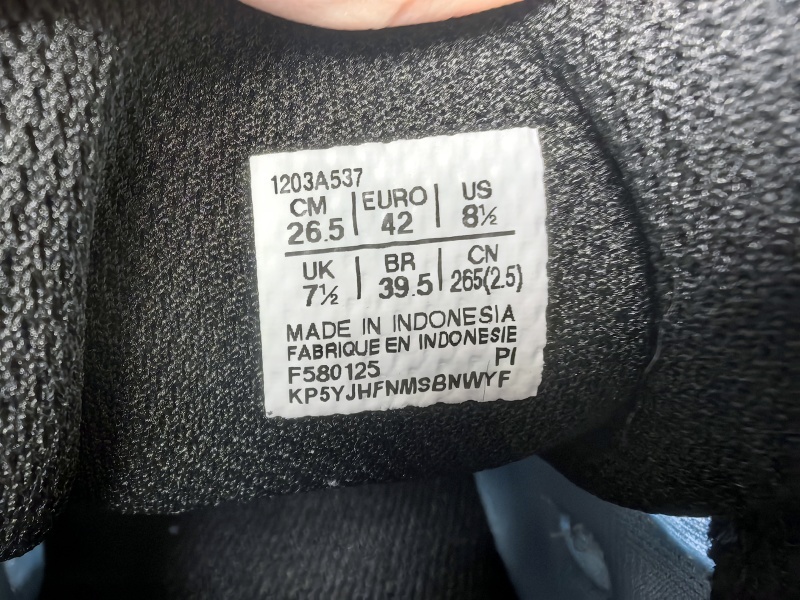 1203A537
CM | EURO | US
26.5 | 42 | 8½
UK | BR | CN
7½ | 39.5 | 265(2.5)
MADE IN INDONESIA
FABRIQUE EN INDONESIE
F580125 PI
KP5YJHFNMSBNWYF